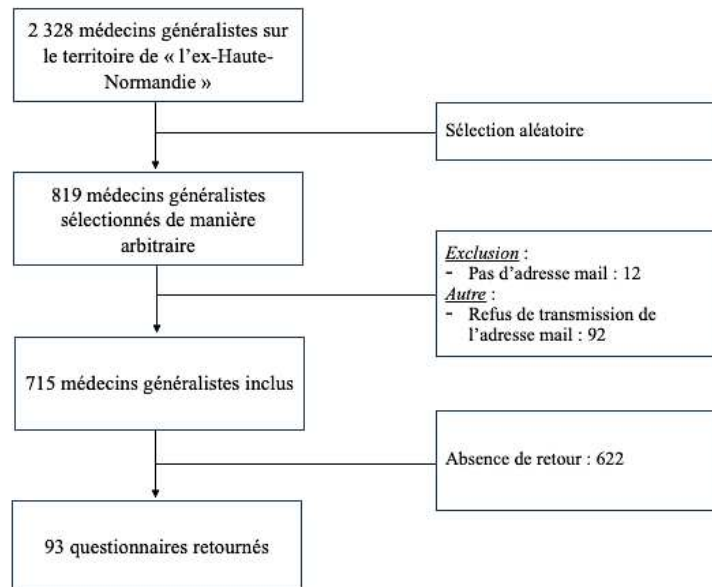 2 328 médecins généralistes sur
le territoire de « l’ex-Haute-
Normandie »
Sélection aléatoire
819 médecins généralistes
sélectionnés de manière
arbitraire
Exclusion :
- Pas d’adresse mail : 12
Autre :
- Refus de transmission de
l’adresse mail : 92
715 médecins généralistes inclus
Absence de retour : 622
93 questionnaires retournés